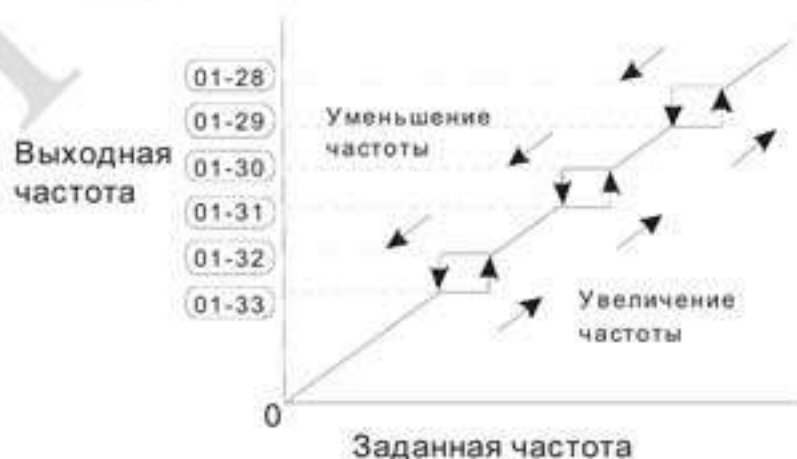 01-28
01-29
01-30
01-31
01-32
01-33
Выходная
частота
Уменьшение
частоты
Увеличение
частоты
0
Заданная частота